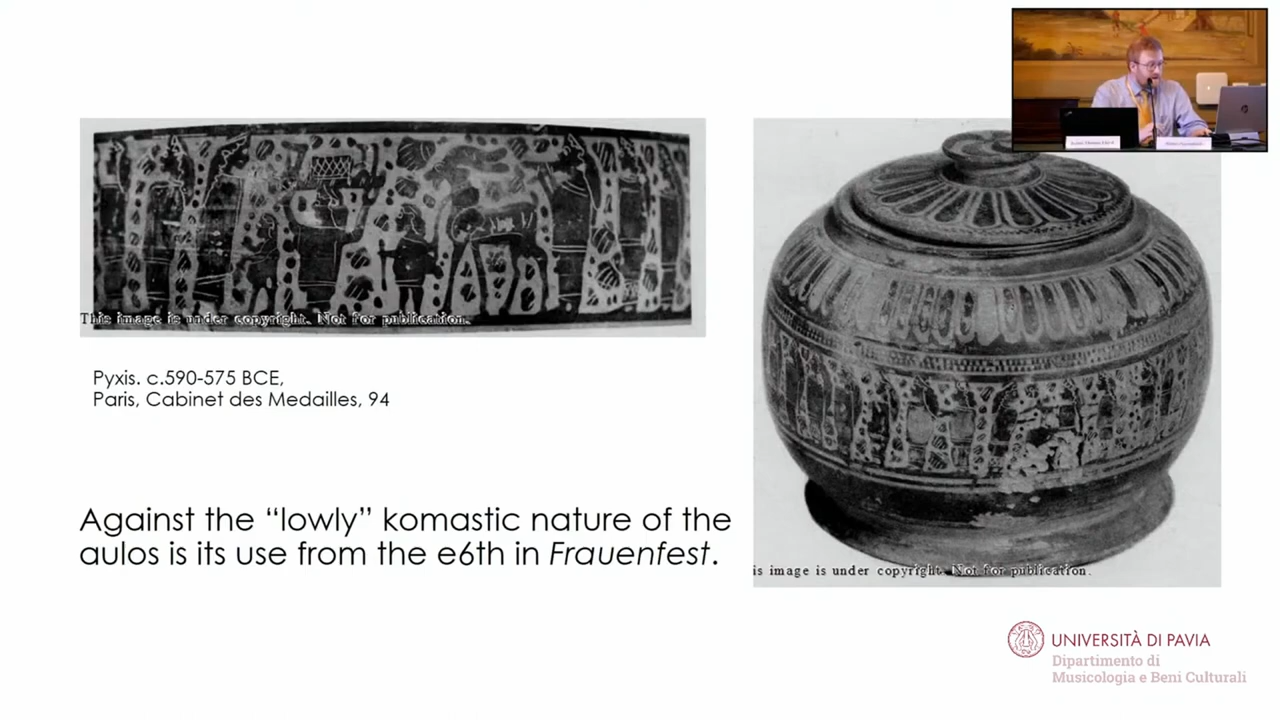 This image is under copyright. Not for publication.
Pyxis. c.590-575 BCE,
Paris, Cabinet des Medailles, 94
Against the “lowly” komastic nature of the
aulos is its use from the e6th in Frauenfest.
is image is under copyright. Not for publication.
UNIVERSITÀ DI PAVIA
Dipartimento di
Musicologia e Beni Culturali